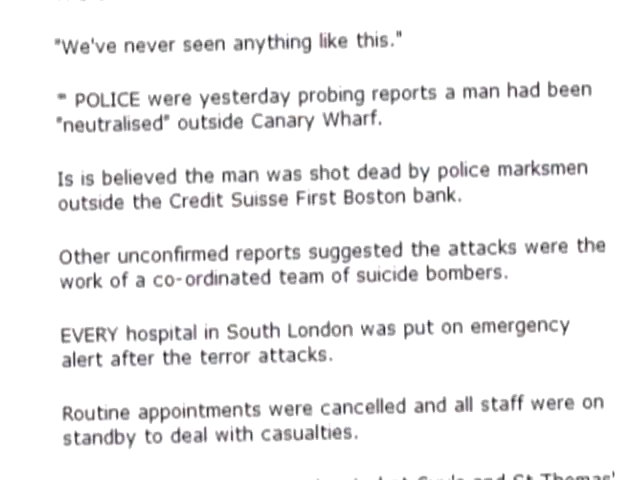 "We've never seen anything like this."
" POLICE were yesterday probing reports a man had been
"neutralised" outside Canary Wharf.
Is is believed the man was shot dead by police marksmen
outside the Credit Suisse First Boston bank.
Other unconfirmed reports suggested the attacks were the
work of a co-ordinated team of suicide bombers.
EVERY hospital in South London was put on emergency
alert after the terror attacks.
Routine appointments were cancelled and all staff were on
standby to deal with casualties.
and St Thomas'